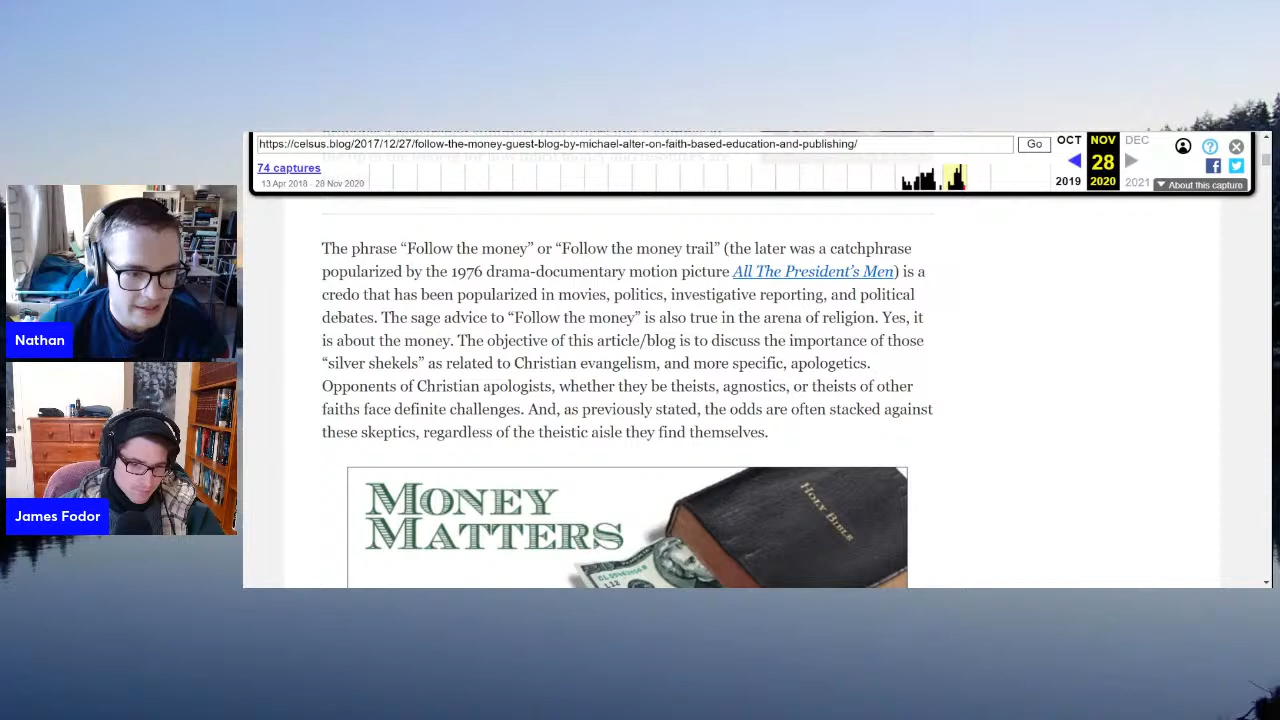 https://celsus.blog/2017/12/27/follow-the-money-guest-blog-by-michael-alter-on-faith-based-education-and-publishing/
Go
OCT
NOV
DEC
74 captures
28
13 Apr 2018 - 28 Nov 2020
2019
2020
2021
About this capture
The phrase “Follow the money” or “Follow the money trail” (the later was a catchphrase
popularized by the 1976 drama-documentary motion picture All The President’s Men) is a
credo that has been popularized in movies, politics, investigative reporting, and political
debates. The sage advice to “Follow the money” is also true in the arena of religion. Yes, it
is about the money. The objective of this article/blog is to discuss the importance of those
“silver shekels” as related to Christian evangelism, and more specific, apologetics.
Opponents of Christian apologists, whether they be theists, agnostics, or theists of other
faiths face definite challenges. And, as previously stated, the odds are often stacked against
these skeptics, regardless of the theistic aisle they find themselves.
MONEY
MATTERS
HOLY BIBLE
Nathan
James Fodor